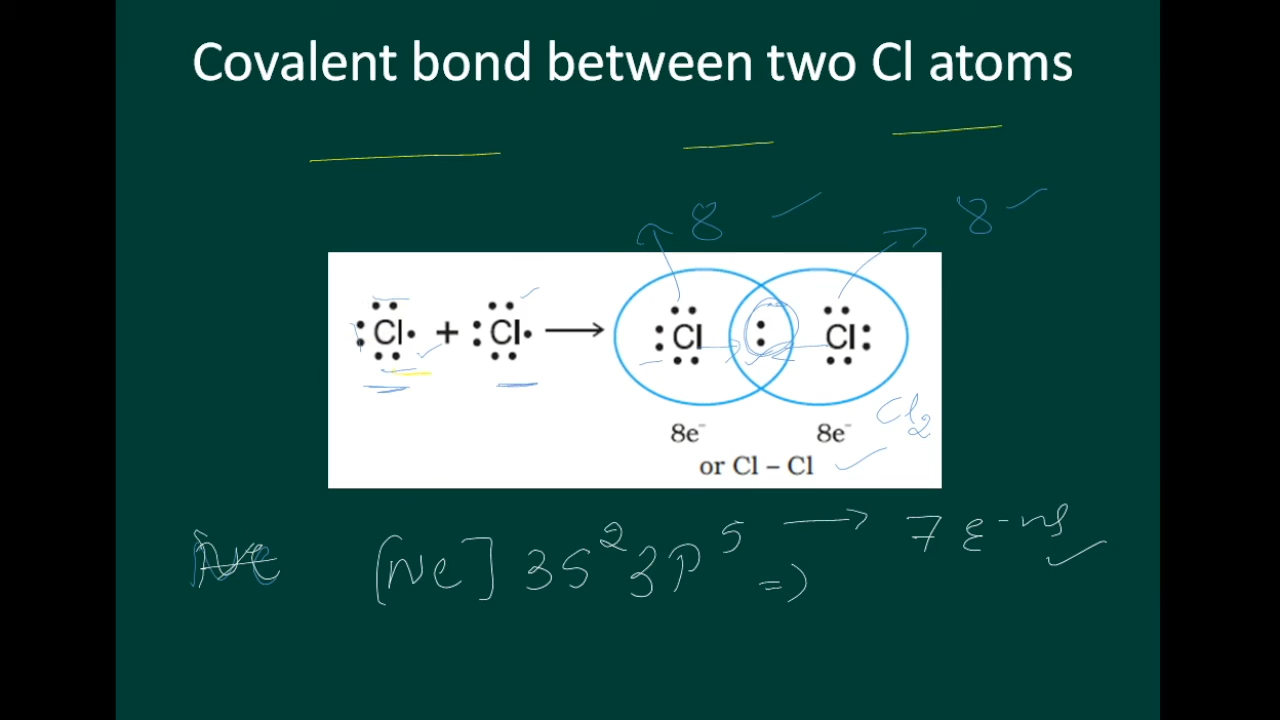 Covalent bond between two Cl atoms
8 8
Cl + Cl → Cl : Cl
Cl2
8e⁻ 8e⁻
or Cl – Cl
[Ne] 3s² 3p⁵ → 7 e-ns
=>